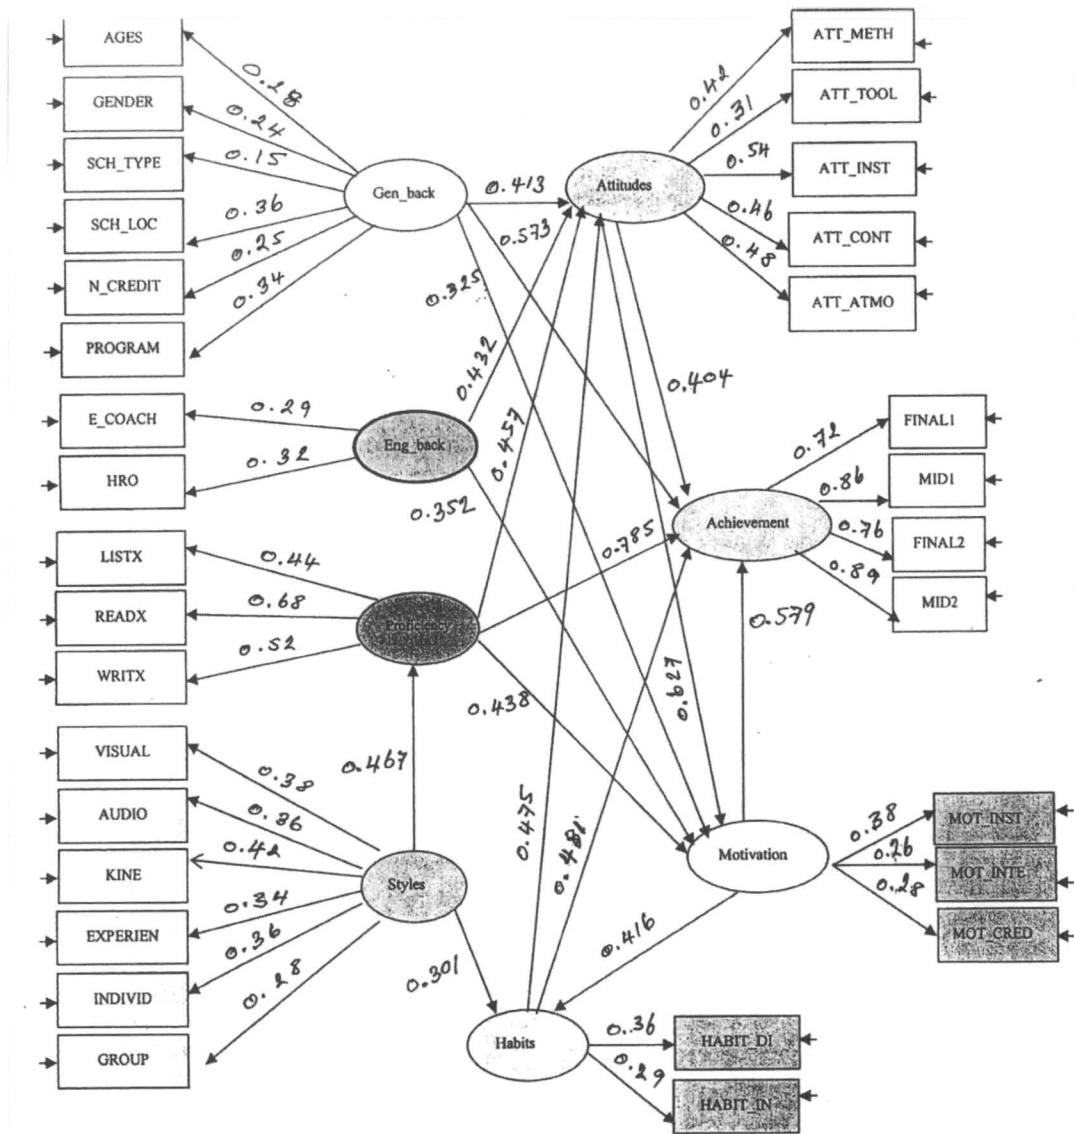 AGES
GENDER
SCH_TYPE
SCH_LOC
N_CREDIT
PROGRAM
0.28
0.24
0.15
0.36
0.25
0.34
Gen_back
0.413
0.573
0.325
Attitudes
0.42
0.31
0.54
0.46
0.48
ATT_METH
ATT_TOOL
ATT_INST
ATT_CONT
ATT_ATMO
E_COACH
HRO
0.29
0.32
Eng_back
0.432
0.457
0.352
0.404
LISTX
READX
WRITX
0.44
0.68
0.52
Proficiency
0.785
0.438
0.627
Achievement
0.72
0.86
0.76
0.89
FINAL1
MID1
FINAL2
MID2
0.579
0.467
VISUAL
AUDIO
KINE
EXPERIEN
INDIVID
GROUP
0.38
0.36
0.42
0.34
0.36
0.28
Styles
0.301
0.475
Motivation
0.38
0.26
0.28
MOT_INST
MOT_INTE
MOT_CRED
0.416
Habits
0.36
0.29
HABIT_DI
HABIT_IN